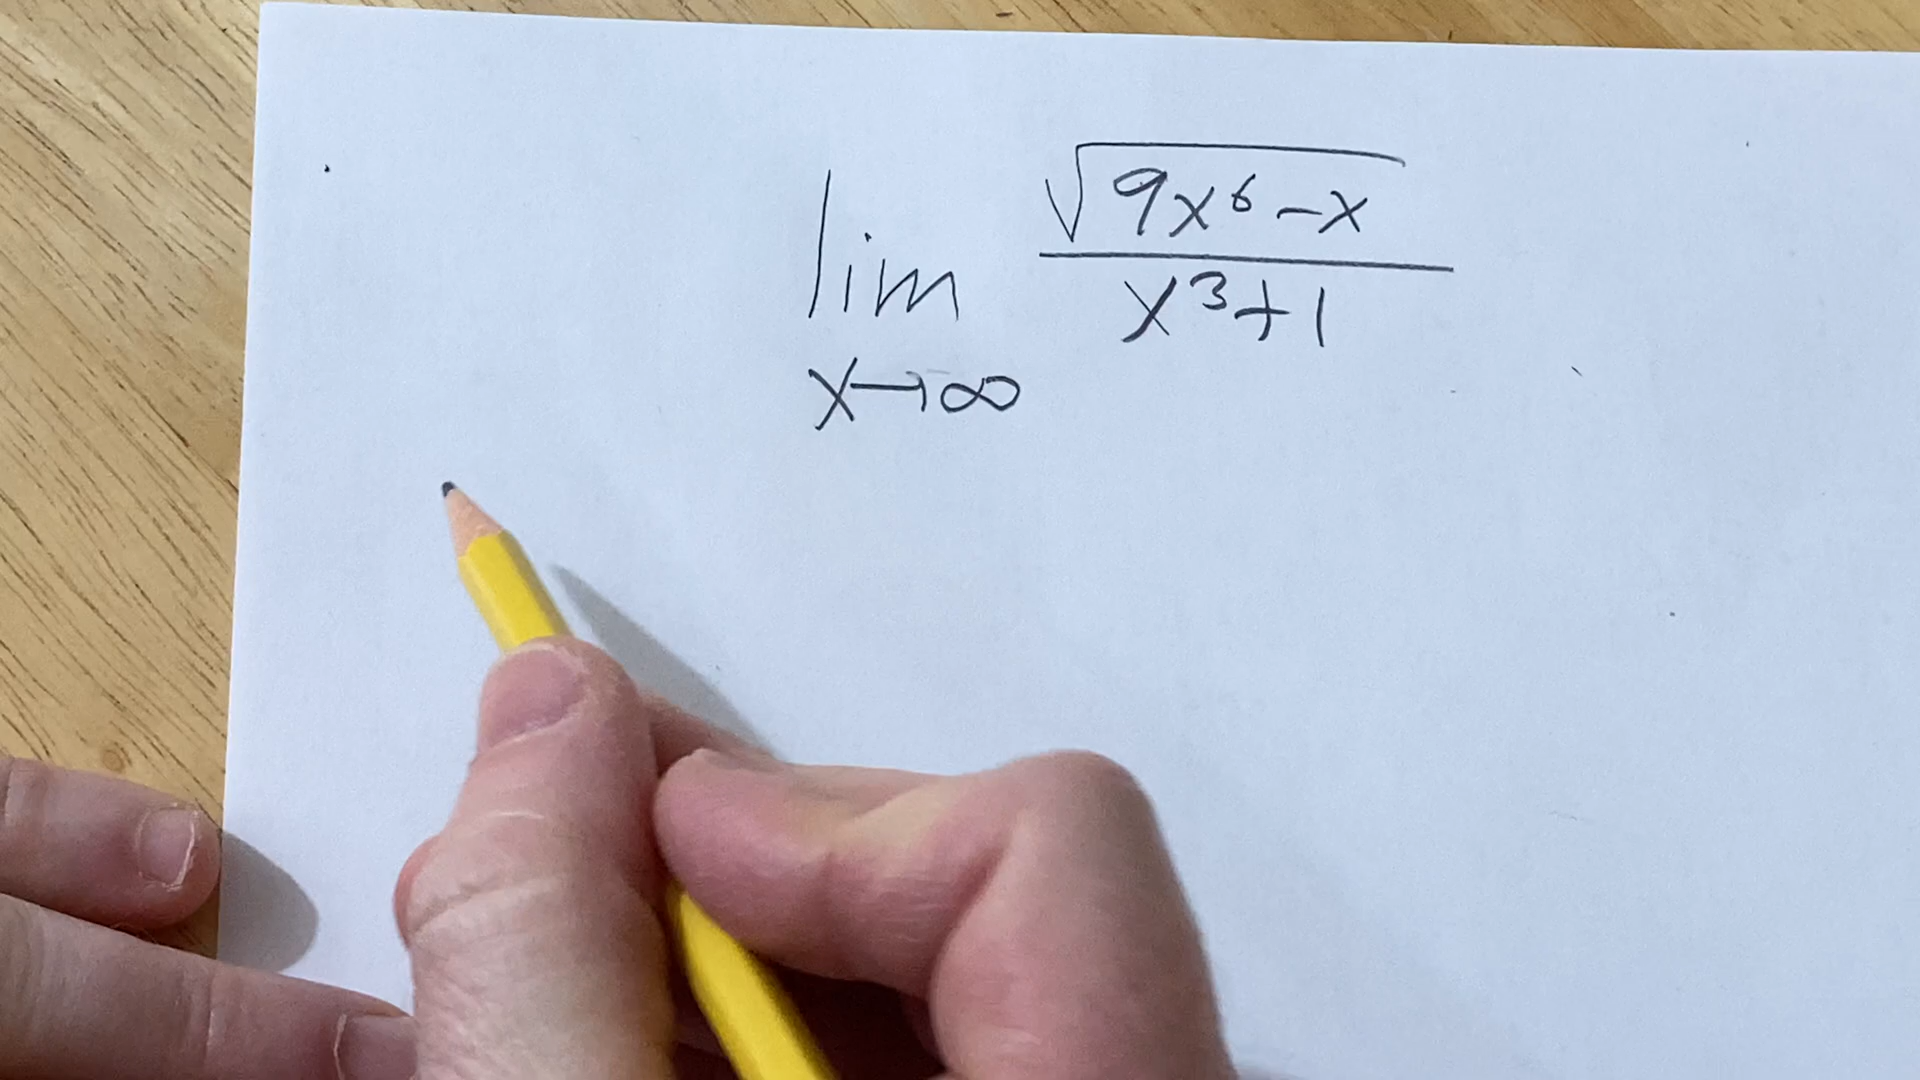 lim √(9x⁶-x) / (x³+1)
x→∞